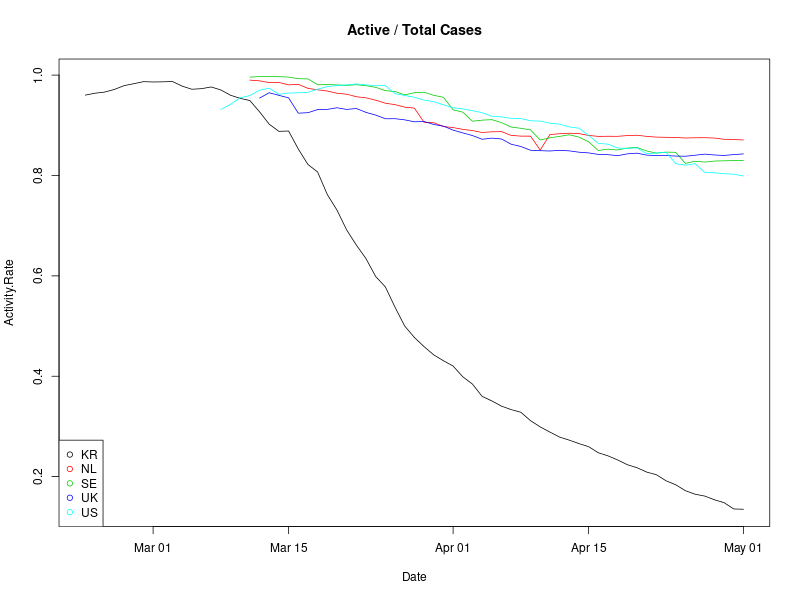 Active / Total Cases
Activity.Rate
1.0
0.8
0.6
0.4
0.2
KR
NL
SE
UK
US
Mar 01 Mar 15 Apr 01 Apr 15 May 01
Date